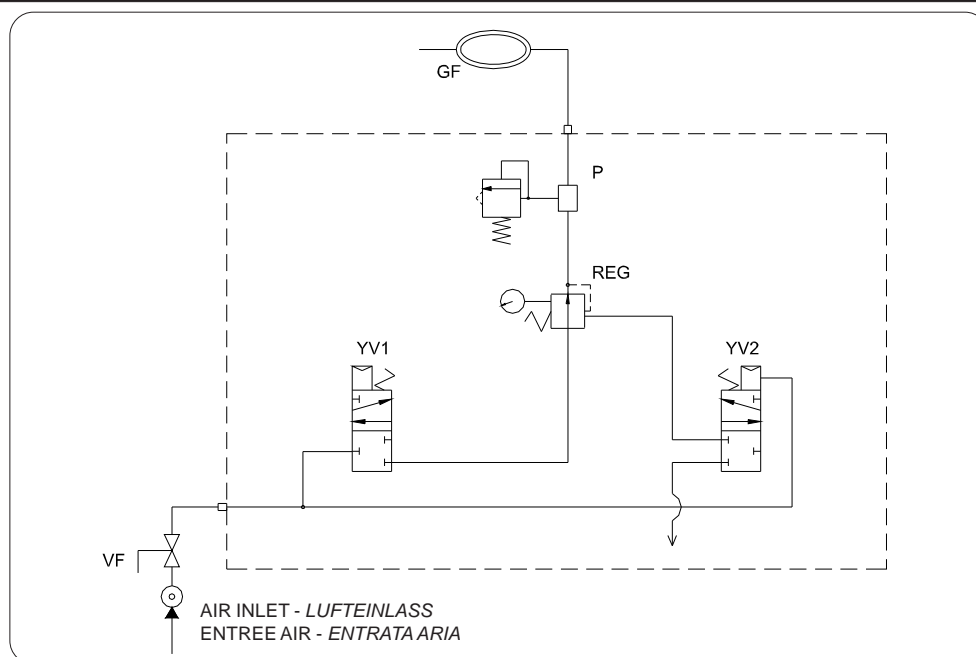 GF
P
REG
YV1
YV2
VF
AIR INLET - LUFTEINLASS
ENTREE AIR - ENTRATA ARIA